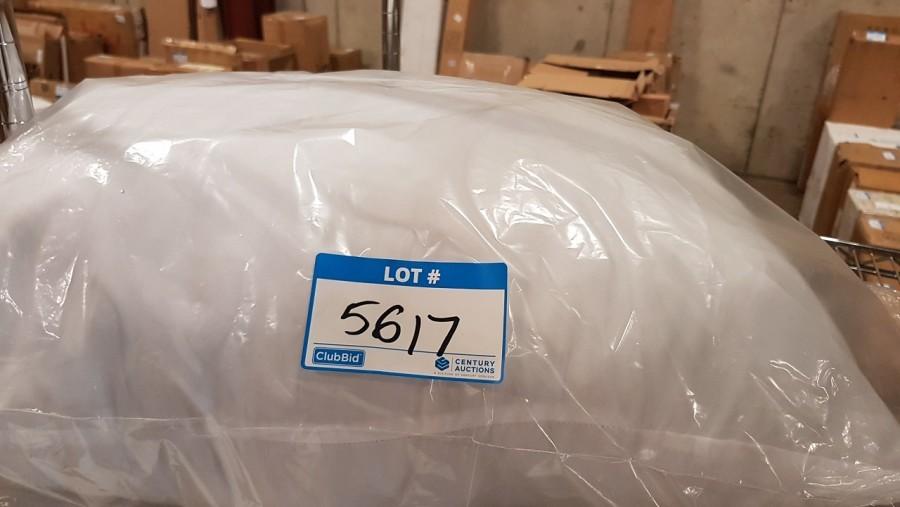 LOT #
5617
ClubBid
CENTURY
AUCTIONS